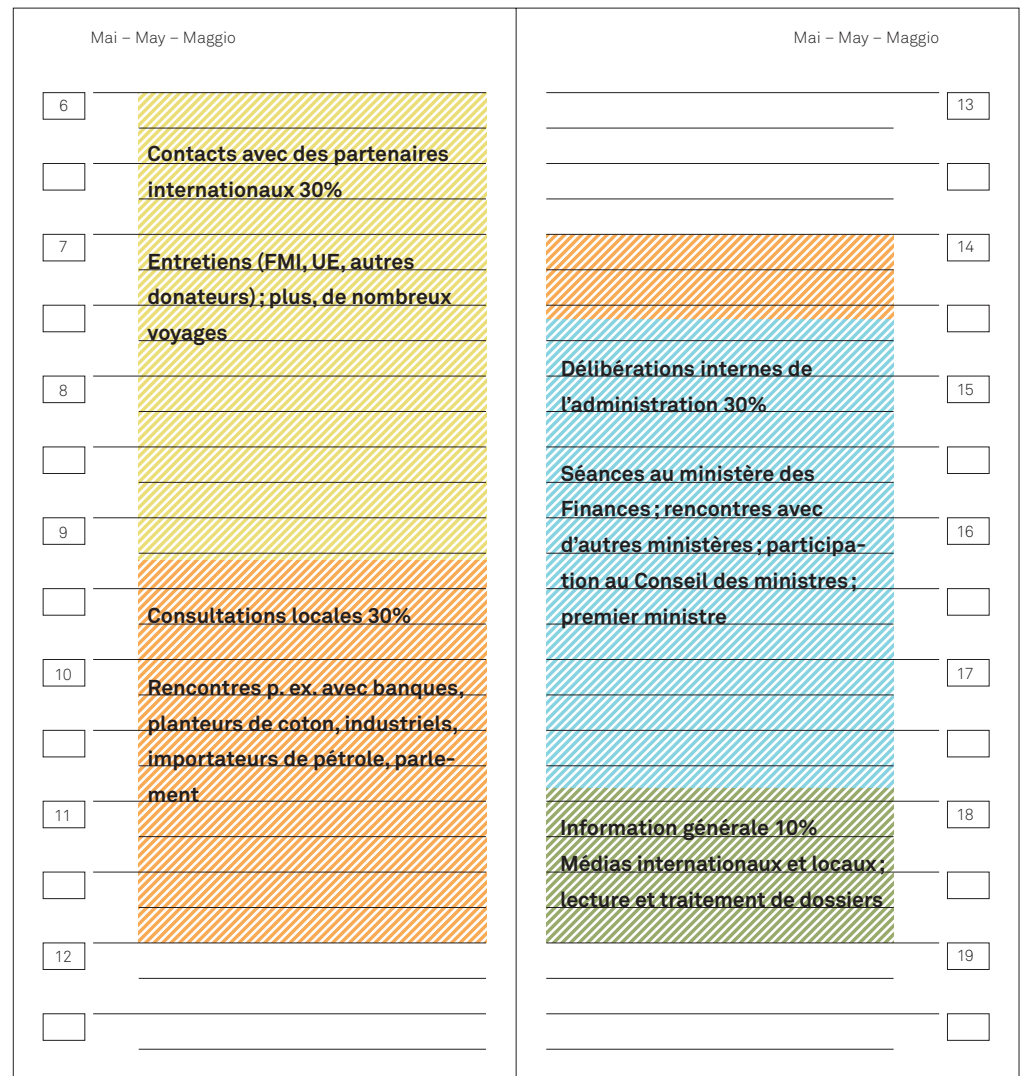 Mai – May – Maggio
6
Contacts avec des partenaires
internationaux 30%
7
Entretiens (FMI, UE, autres
donateurs) ; plus, de nombreux
voyages
8
9
Consultations locales 30%
10
Rencontres p. ex. avec banques,
planteurs de coton, industriels,
importateurs de pétrole, parle-
ment
11
12
Mai – May – Maggio
13
14
Délibérations internes de
15
l’administration 30%
Séances au ministère des
Finances ; rencontres avec
16
d’autres ministères ; participa-
tion au Conseil des ministres ;
premier ministre
17
18
Information générale 10%
Médias internationaux et locaux ;
lecture et traitement de dossiers
19